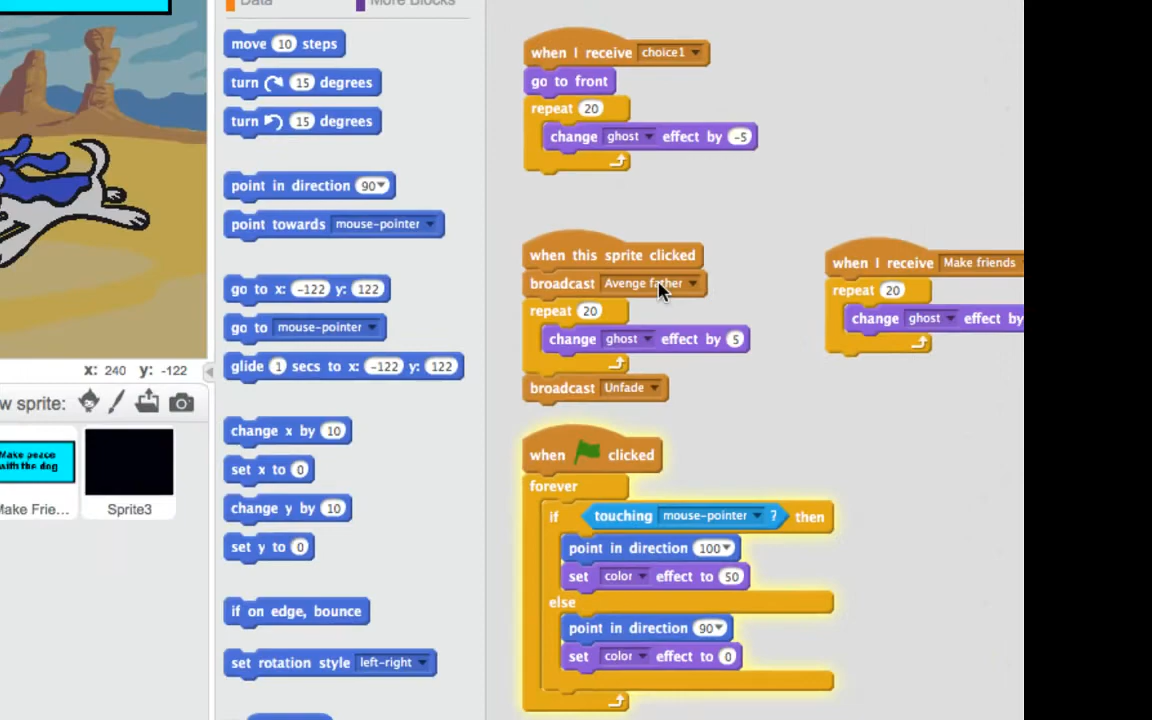 Data
More Blocks
move 10 steps
turn 15 degrees
turn 15 degrees
point in direction 90
point towards mouse-pointer
go to x: -122 y: 122
go to mouse-pointer
glide 1 secs to x: -122 y: 122
change x by 10
set x to 0
change y by 10
set y to 0
if on edge, bounce
set rotation style left-right
x: 240 y: -122
w sprite:
Make peace
with the dog
Make Frie...
Sprite3
when I receive choice1
go to front
repeat 20
change ghost effect by -5
when this sprite clicked
broadcast Avenge father
repeat 20
change ghost effect by 5
broadcast Unfade
when I receive Make friends
repeat 20
change ghost effect by
when clicked
forever
if touching mouse-pointer ? then
point in direction 100
set color effect to 50
else
point in direction 90
set color effect to 0